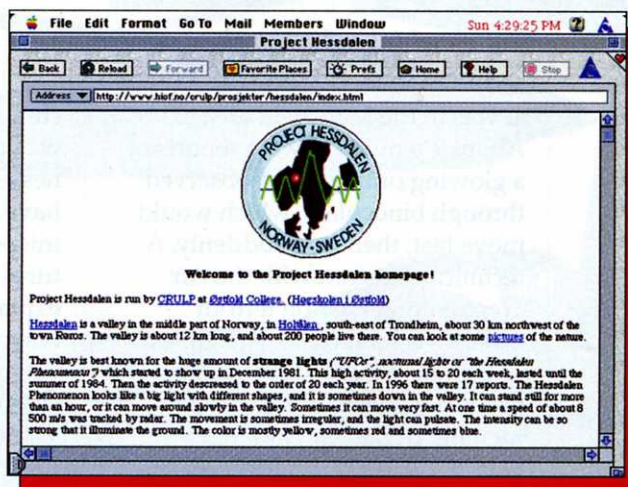 File Edit Format Go To Mail Members Window Sun 4:29:25 PM
Project Hessdalen
Back Reload Forward Favorite Places Prefs Home Help Stop
Address http://www.hiof.no/crulp/prosjekter/hessdalen/index.html
PROJECT HESSDALEN
NORWAY-SWEDEN
Welcome to the Project Hessdalen homepage!
Project Hessdalen is run by CRULP at Østfold College. (Høgskolen i Østfold)
Hessdalen is a valley in the middle part of Norway, in Holtålen , south-east of Trondheim, about 30 km northwest of the
town Røros. The valley is about 12 km long, and about 200 people live there. You can look at some pictures of the nature.
The valley is best known for the huge amount of strange lights ("UFOs", nocturnal lights or "the Hessdalen
Phenomenon") which started to show up in December 1981. This high activity, about 15 to 20 each week, lasted until the
summer of 1984. Then the activity descreased to the order of 20 each year. In 1996 there were 17 reports. The Hessdalen
Phenomenon looks like a big light with different shapes, and it is sometimes down in the valley. It can stand still for more
than an hour, or it can move around slowly in the valley. Sometimes it can move very fast. At one time a speed of about 8
500 m/s was tracked by radar. The movement is sometimes irregular, and the light can pulsate. The intensity can be so
strong that it illuminate the ground. The color is mostly yellow, sometimes red and sometimes blue.